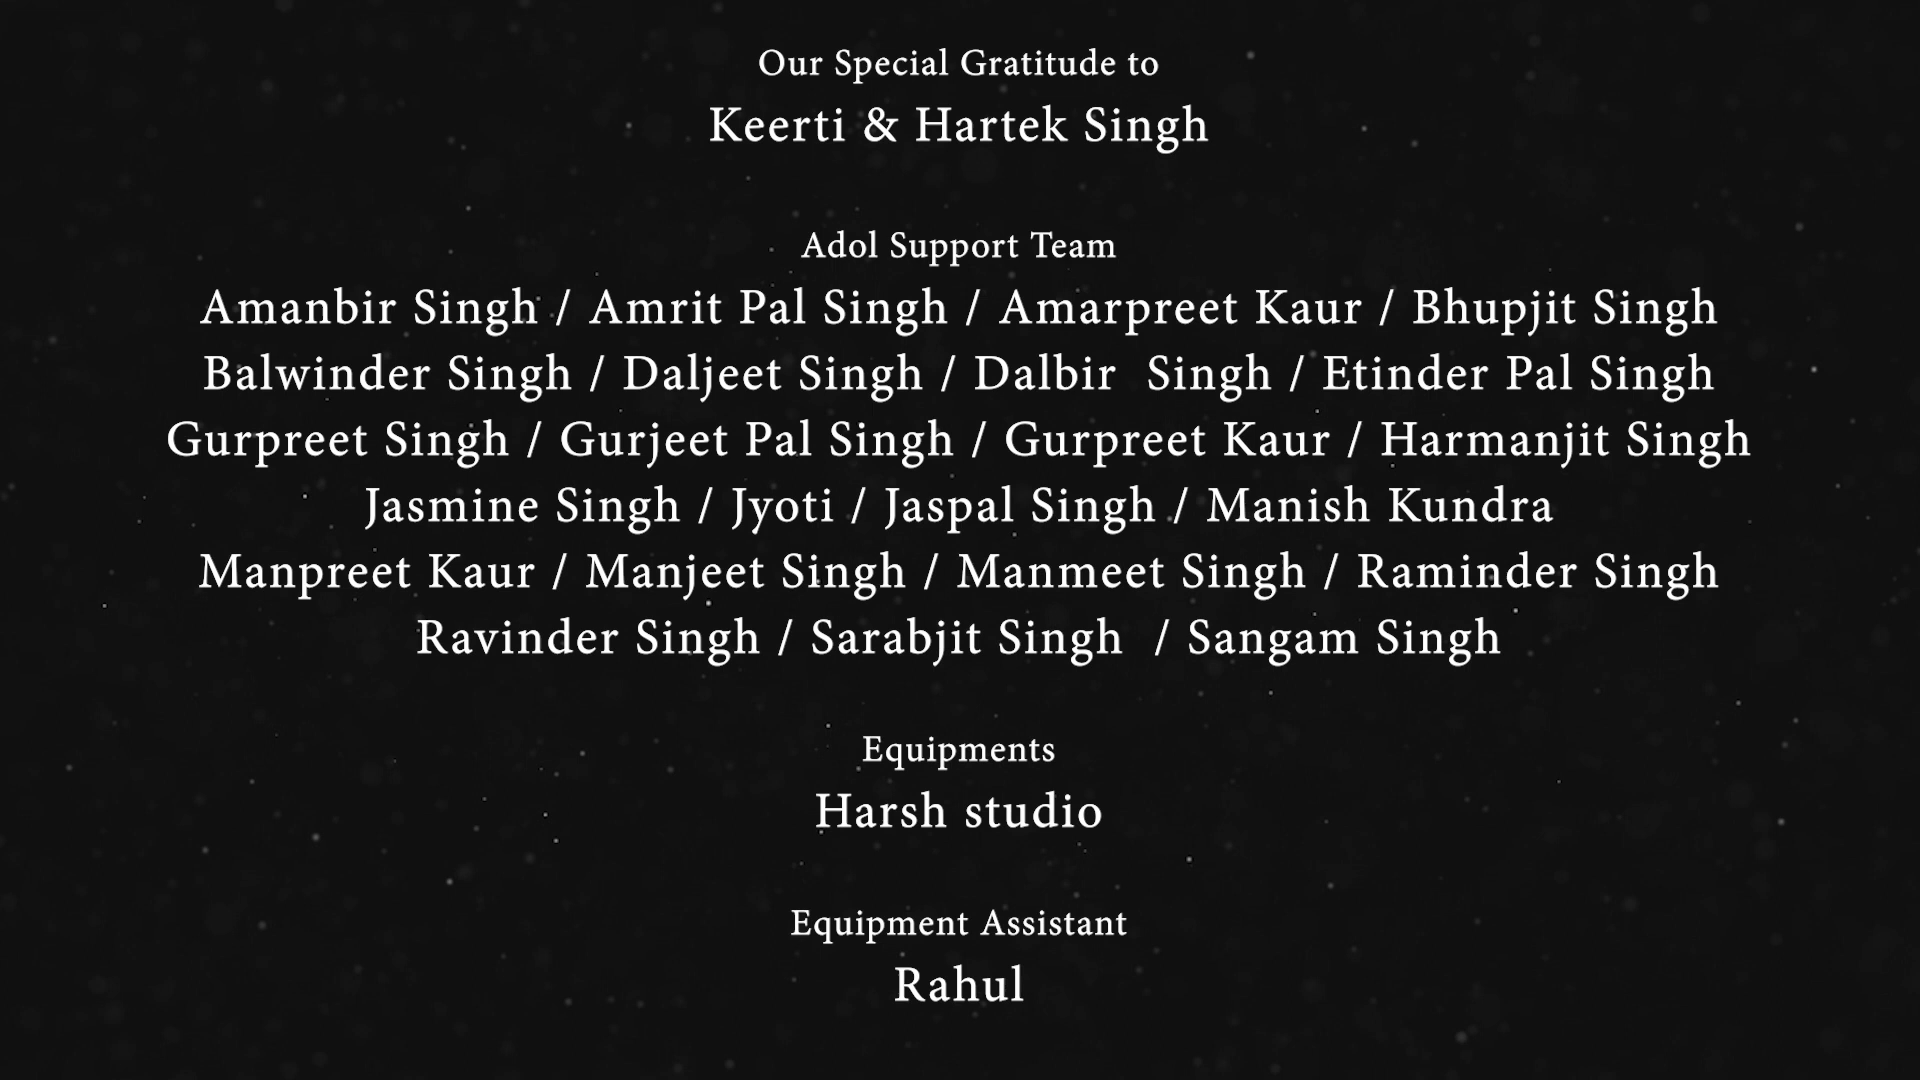 Our Special Gratitude to
Keerti & Hartek Singh
Adol Support Team
Amanbir Singh / Amrit Pal Singh / Amarpreet Kaur / Bhupjit Singh
Balwinder Singh / Daljeet Singh / Dalbir  Singh / Etinder Pal Singh
Gurpreet Singh / Gurjeet Pal Singh / Gurpreet Kaur / Harmanjit Singh
Jasmine Singh / Jyoti / Jaspal Singh / Manish Kundra
Manpreet Kaur / Manjeet Singh / Manmeet Singh / Raminder Singh
Ravinder Singh / Sarabjit Singh  / Sangam Singh
Equipments
Harsh studio
Equipment Assistant
Rahul